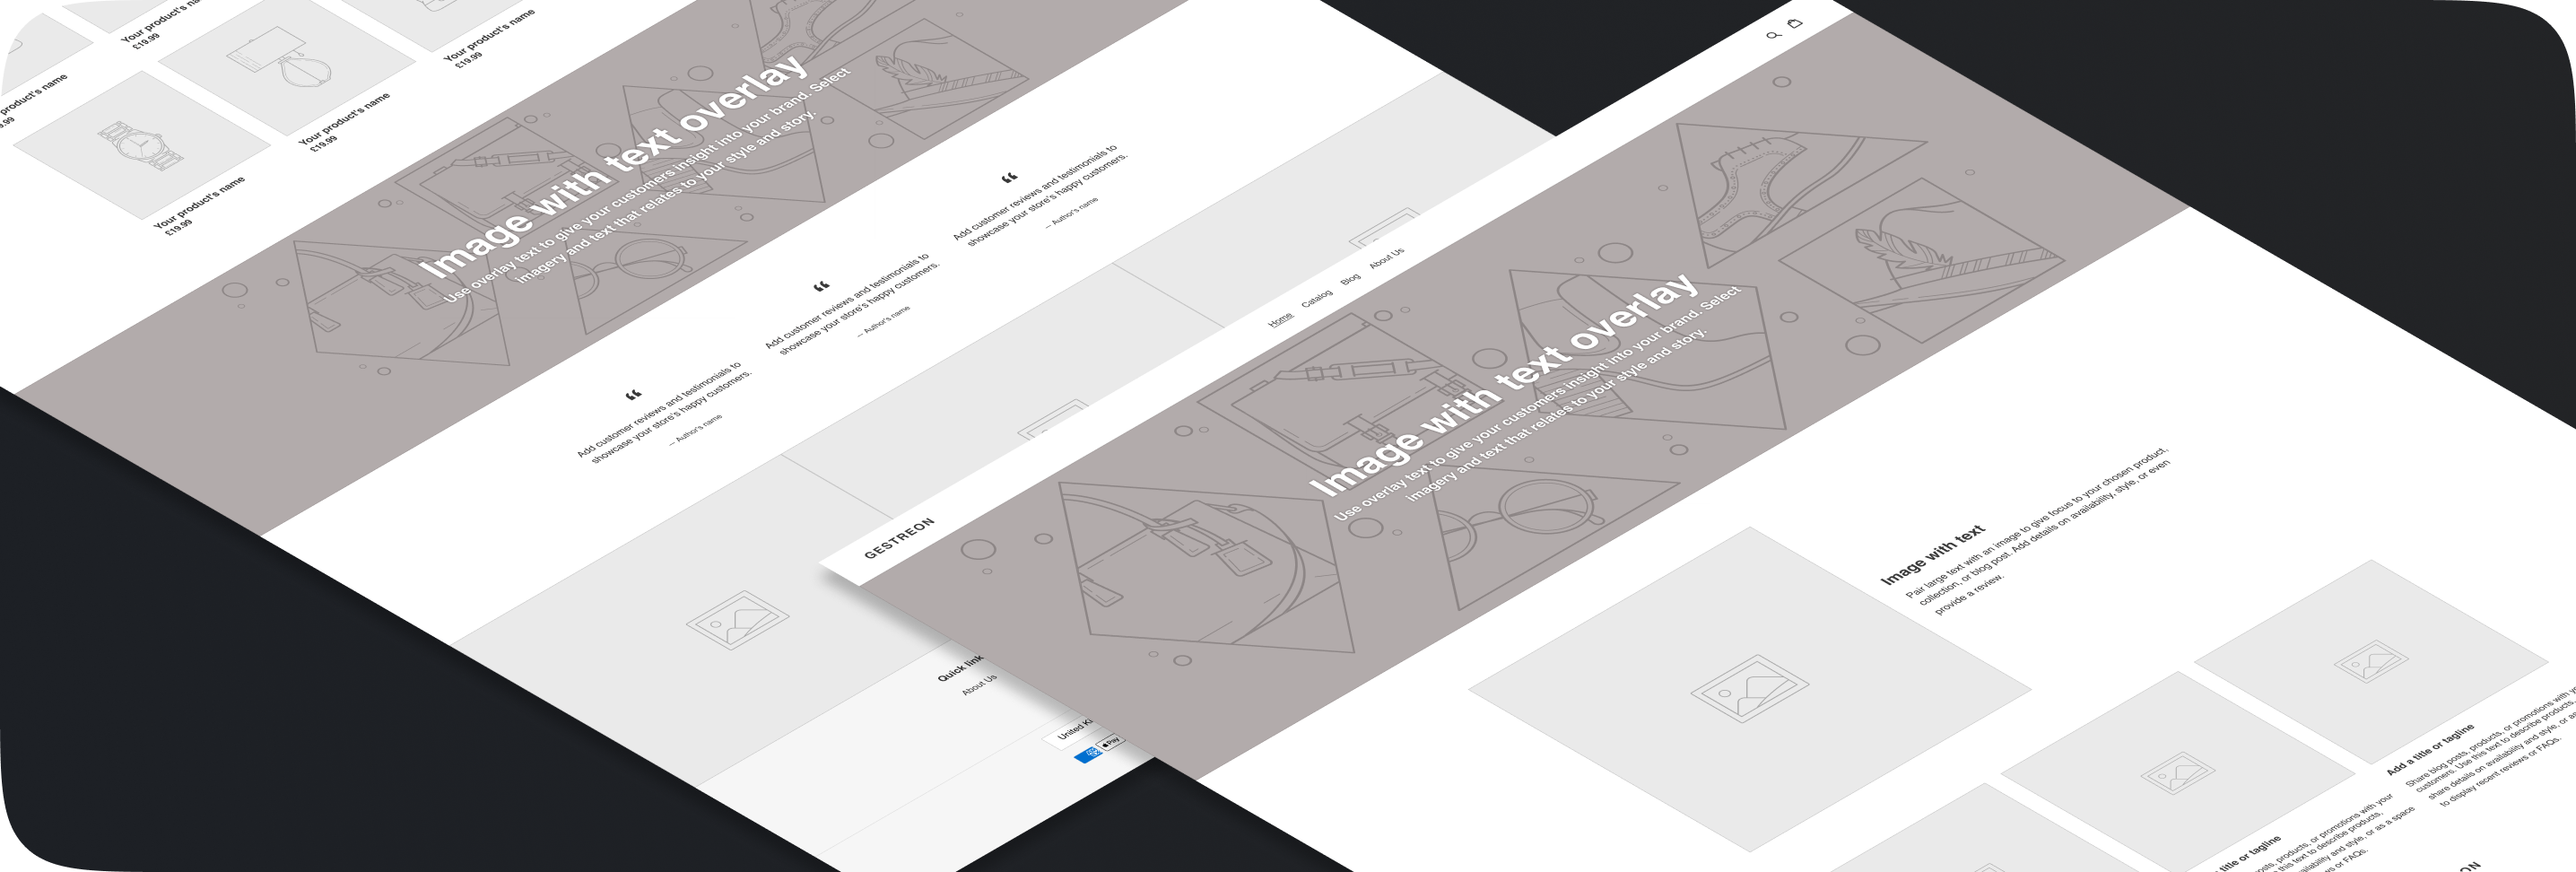 Your product's na
£19.99
Your product's name
£19.99
product's name
9.99
Your product's name
£19.99
Your product's name
£19.99
Image with text overlay
Use overlay text to give your customers insight into your brand. Select
imagery and text that relates to your style and story.
“
Add customer reviews and testimonials to
showcase your store's happy customers.
— Author's name
“
Add customer reviews and testimonials to
showcase your store's happy customers.
— Author's name
“
Add customer reviews and testimonials to
showcase your store's happy customers.
— Author's name
Quick link
About Us
United Ki
Pay
GESTREON
Home Catalog Blog About Us
Image with text overlay
Use overlay text to give your customers insight into your brand. Select
imagery and text that relates to your style and story.
Image with text
Pair large text with an image to give focus to your chosen product,
collection, or blog post. Add details on availability, style, or even
provide a review.
Add a title or tagline
Share blog posts, products, or promotions with y
customers. Use this text to describe products,
share details on availability and style, or as
to display recent reviews or FAQs.
title or tagline
posts, products, or promotions with your
this text to describe products,
availability and style, or as a space
or FAQs.
ON